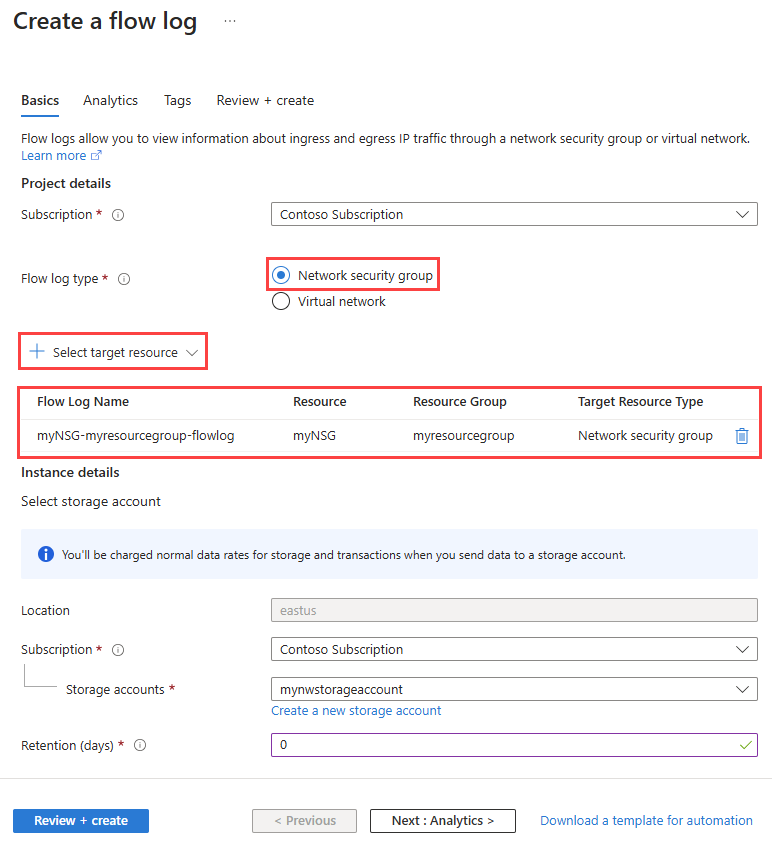 Create a flow log ...
Basics Analytics Tags Review + create
Flow logs allow you to view information about ingress and egress IP traffic through a network security group or virtual network.
Learn more
Project details
Subscription * Contoso Subscription
Flow log type * Network security group
Virtual network
Select target resource
Flow Log Name Resource Resource Group Target Resource Type
myNSG-myresourcegroup-flowlog myNSG myresourcegroup Network security group
Instance details
Select storage account
You'll be charged normal data rates for storage and transactions when you send data to a storage account.
Location eastus
Subscription * Contoso Subscription
Storage accounts * mynwstorageaccount
Create a new storage account
Retention (days) * 0
Review + create < Previous Next : Analytics > Download a template for automation